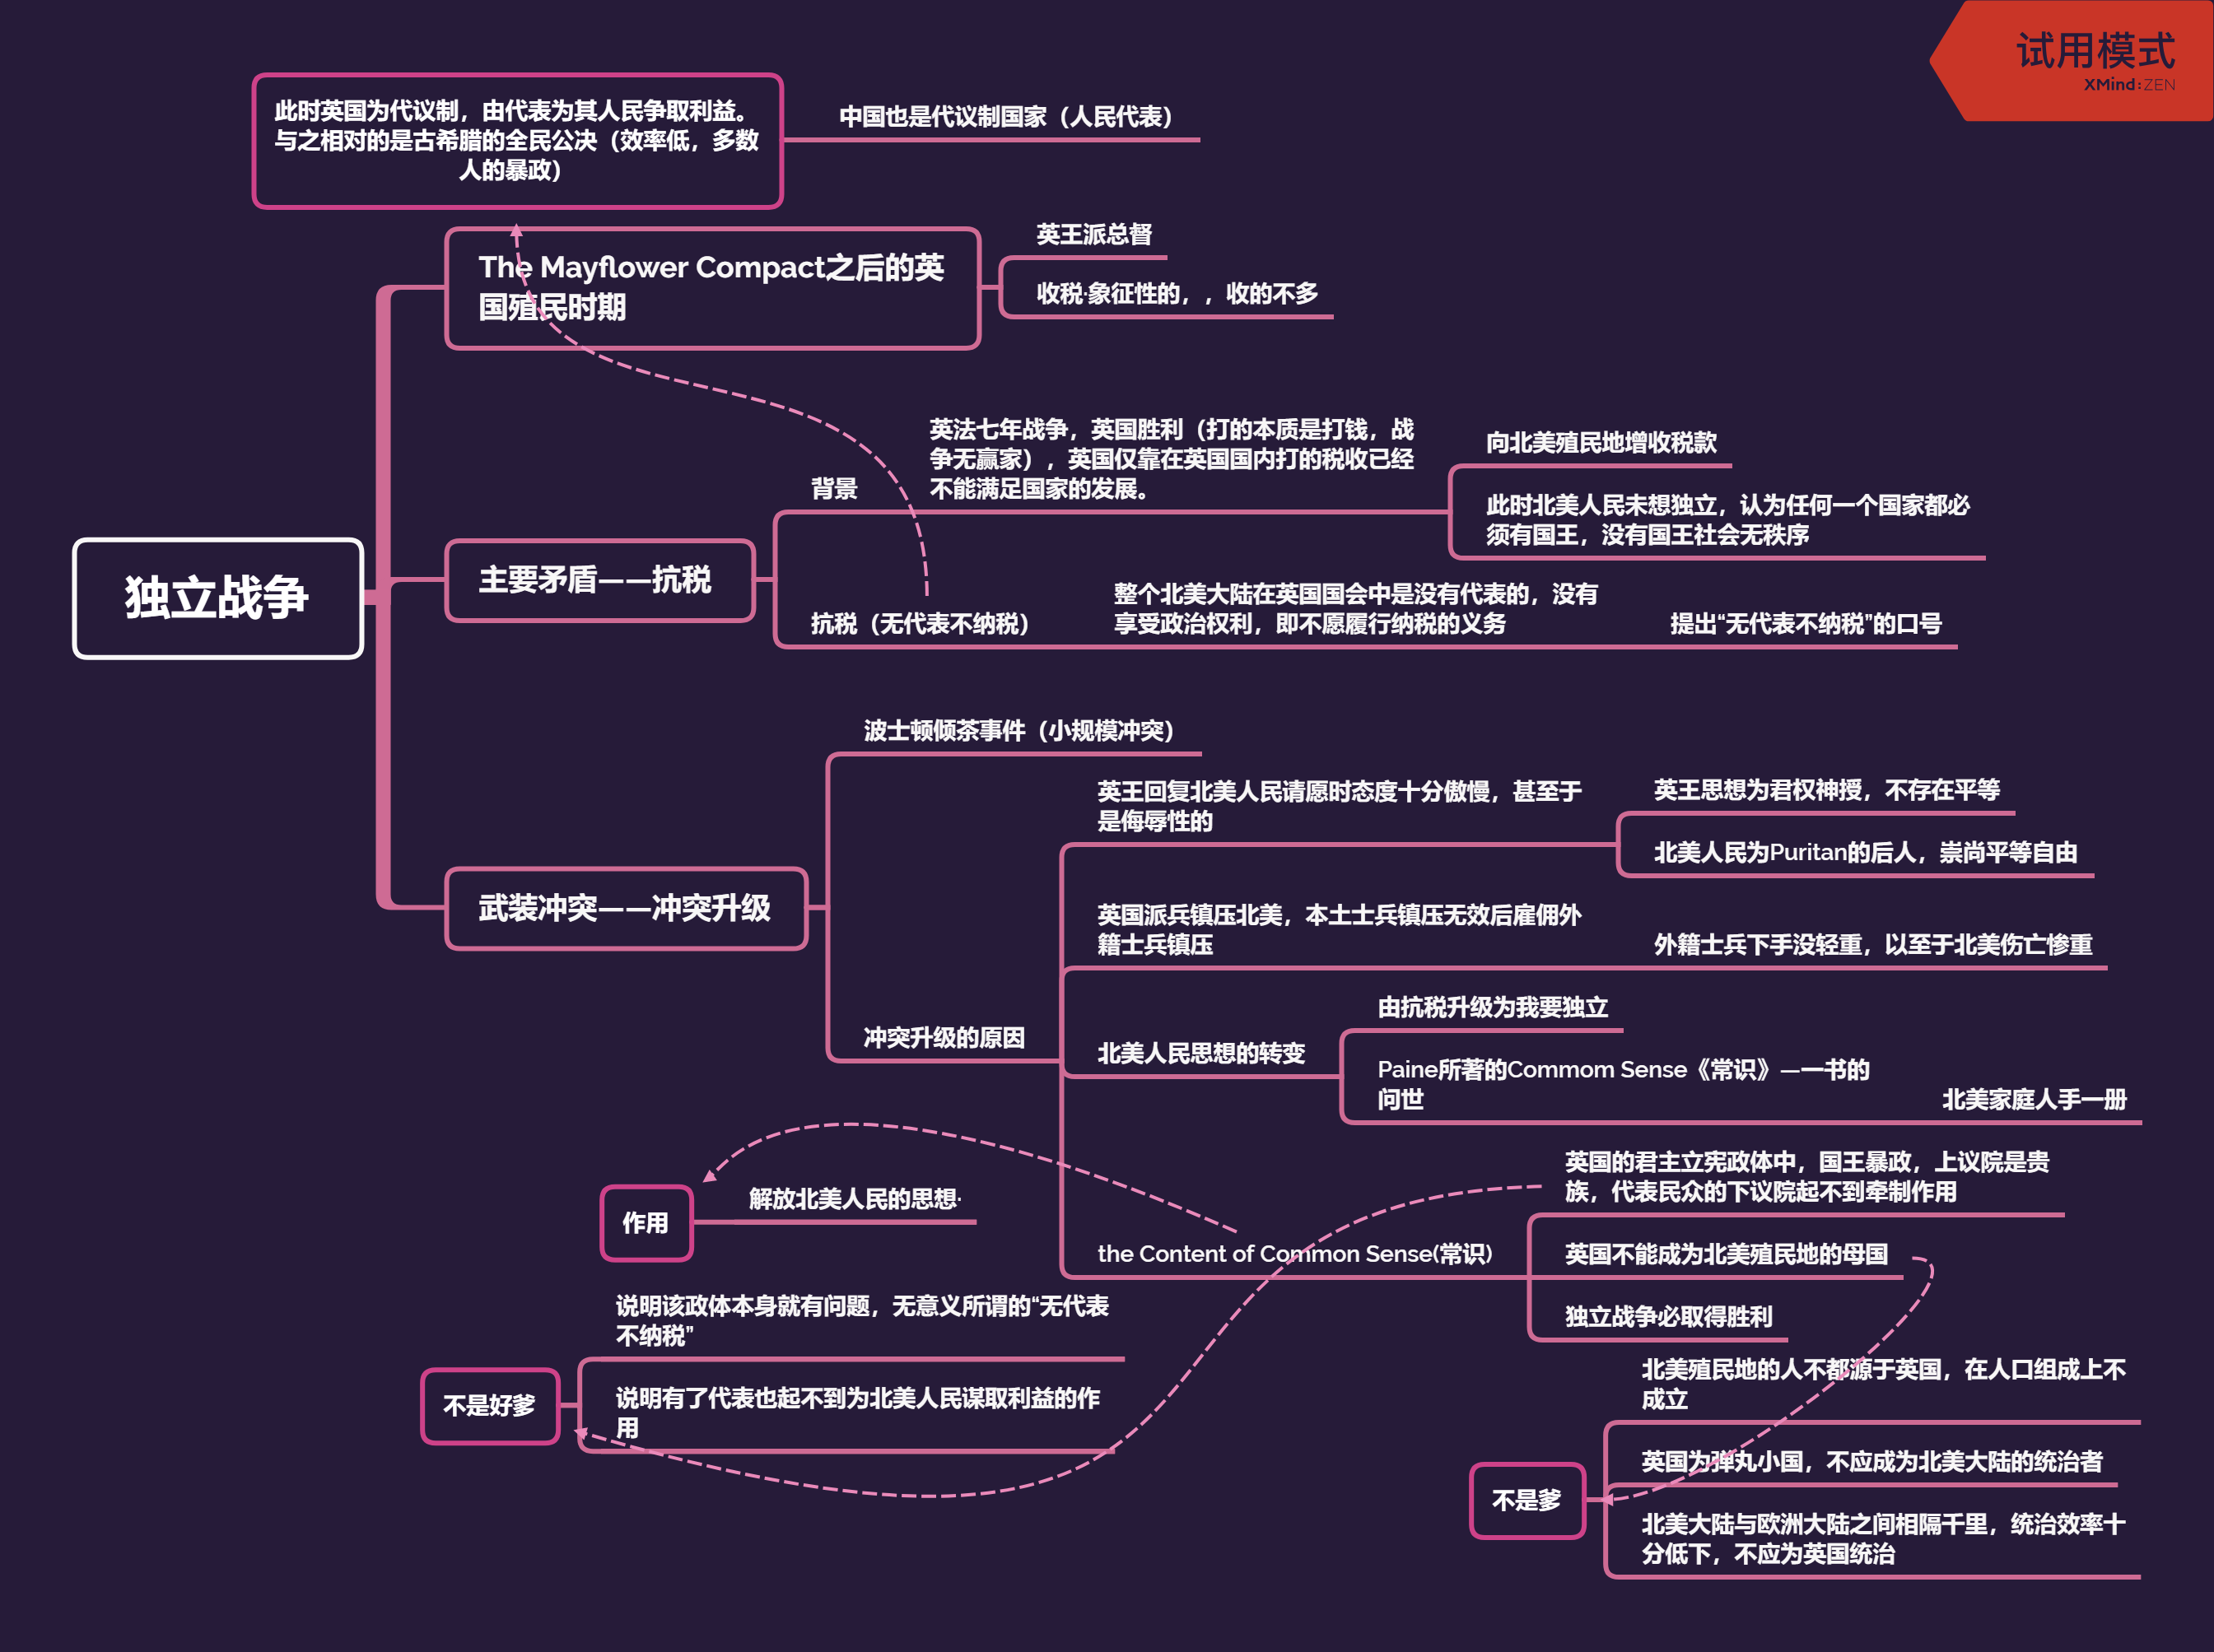 试用模式
XMind:ZEN
此时英国为代议制，由代表为其人民争取利益。
与之相对的是古希腊的全民公决（效率低，多数
人的暴政）
中国也是代议制国家（人民代表）
The Mayflower Compact之后的英
国殖民时期
英王派总督
收税·象征性的，，收的不多
独立战争
主要矛盾——抗税
背景
英法七年战争，英国胜利（打的本质是打钱，战
争无赢家），英国仅靠在英国国内打的税收已经
不能满足国家的发展。
向北美殖民地增收税款
此时北美人民未想独立，认为任何一个国家都必
须有国王，没有国王社会无秩序
抗税（无代表不纳税）
整个北美大陆在英国国会中是没有代表的，没有
享受政治权利，即不愿履行纳税的义务
提出“无代表不纳税”的口号
武装冲突——冲突升级
波士顿倾茶事件（小规模冲突）
冲突升级的原因
英王回复北美人民请愿时态度十分傲慢，甚至于
是侮辱性的
英王思想为君权神授，不存在平等
北美人民为Puritan的后人，崇尚平等自由
英国派兵镇压北美，本土士兵镇压无效后雇佣外
籍士兵镇压
外籍士兵下手没轻重，以至于北美伤亡惨重
北美人民思想的转变
由抗税升级为我要独立
Paine所著的Commom Sense《常识》—一书的
问世
北美家庭人手一册
the Content of Common Sense(常识)
英国的君主立宪政体中，国王暴政，上议院是贵
族，代表民众的下议院起不到牵制作用
英国不能成为北美殖民地的母国
独立战争必取得胜利
作用
解放北美人民的思想·
不是好爹
说明该政体本身就有问题，无意义所谓的“无代表
不纳税”
说明有了代表也起不到为北美人民谋取利益的作
用
不是爹
北美殖民地的人不都源于英国，在人口组成上不
成立
英国为弹丸小国，不应成为北美大陆的统治者
北美大陆与欧洲大陆之间相隔千里，统治效率十
分低下，不应为英国统治